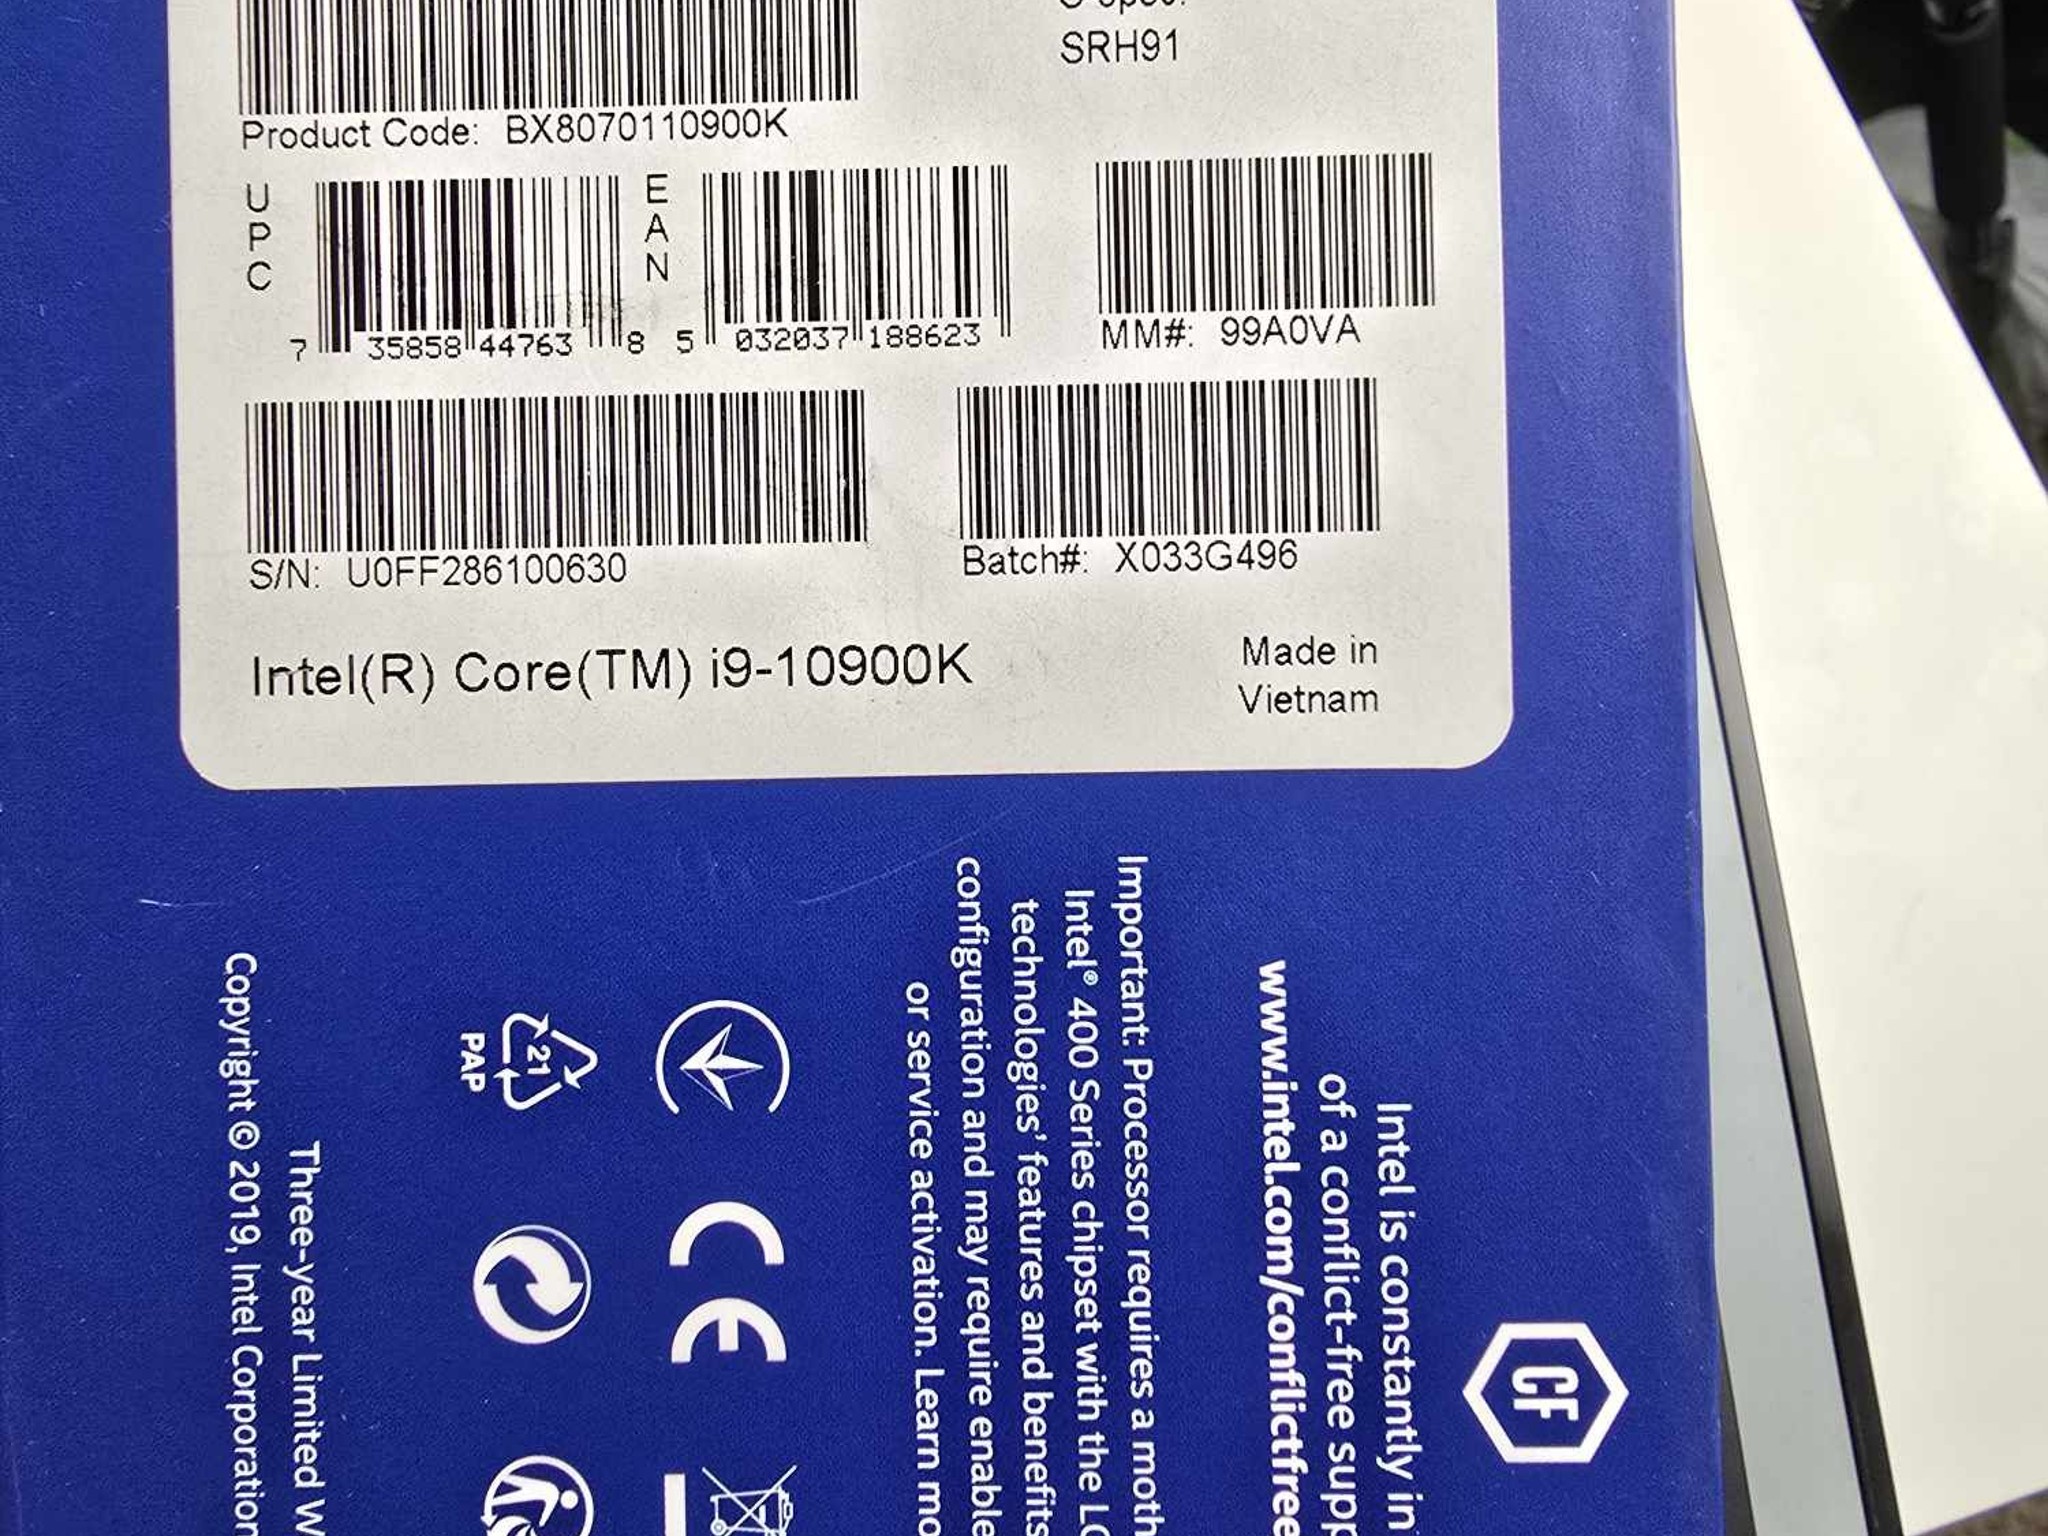 SRH91
Product Code: BX8070110900K
UPC
7 35858 44763 8
EAN
5 032037 188623
MM#: 99A0VA
S/N: U0FF286100630
Batch#: X033G496
Intel(R) Core(TM) i9-10900K
Made in
Vietnam
Intel is constantly in
of a conflict-free supp
www.intel.com/conflictfree
CF
Important: Processor requires a moth
Intel® 400 Series chipset with the LG
technologies' features and benefits
configuration and may require enable
or service activation. Learn mo
CE
21
PAP
Three-year Limited W
Copyright © 2019, Intel Corporation